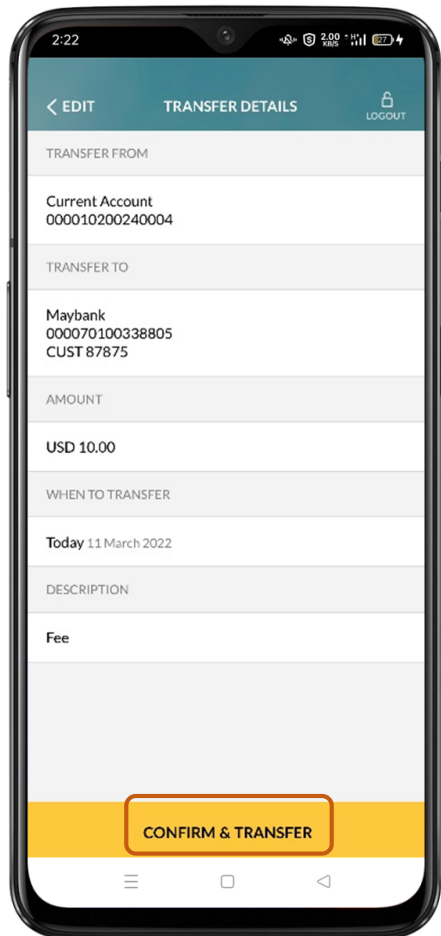 2:22
2.00 KB/S
27
EDIT
TRANSFER DETAILS
LOGOUT
TRANSFER FROM
Current Account
000010200240004
TRANSFER TO
Maybank
000070100338805
CUST 87875
AMOUNT
USD 10.00
WHEN TO TRANSFER
Today 11 March 2022
DESCRIPTION
Fee
CONFIRM & TRANSFER